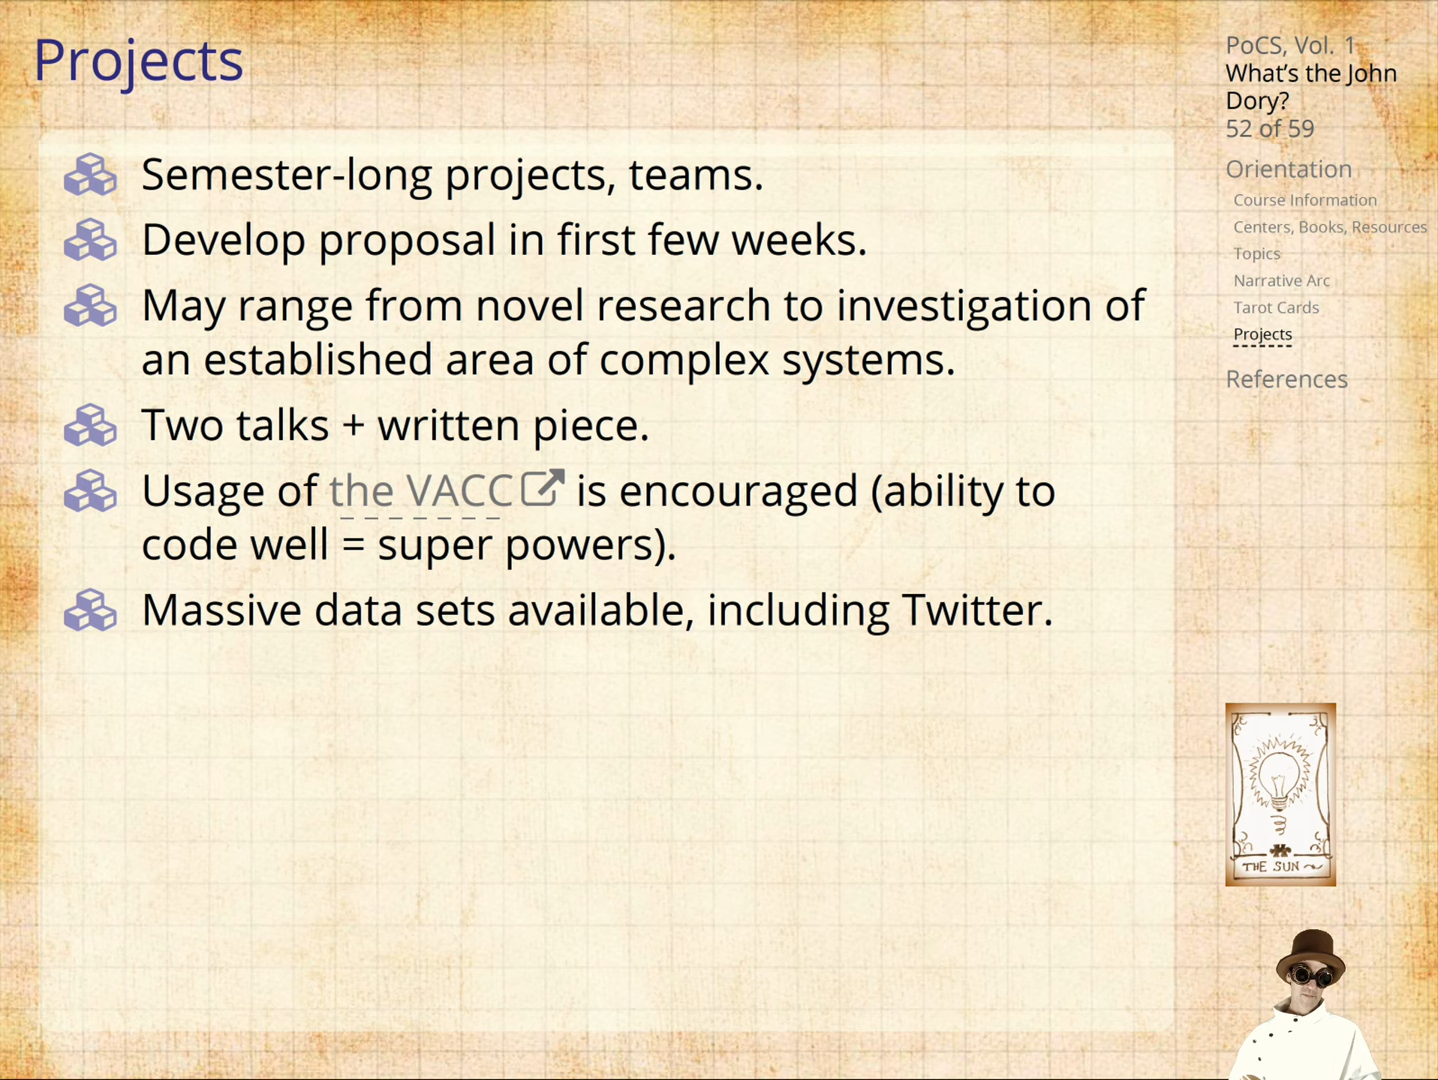 Projects
Semester-long projects, teams.
Develop proposal in first few weeks.
May range from novel research to investigation of
an established area of complex systems.
Two talks + written piece.
Usage of the VACC is encouraged (ability to
code well = super powers).
Massive data sets available, including Twitter.
PoCS, Vol. 1
What’s the John
Dory?
52 of 59
Orientation
Course Information
Centers, Books, Resources
Topics
Narrative Arc
Tarot Cards
Projects
References
THE SUN